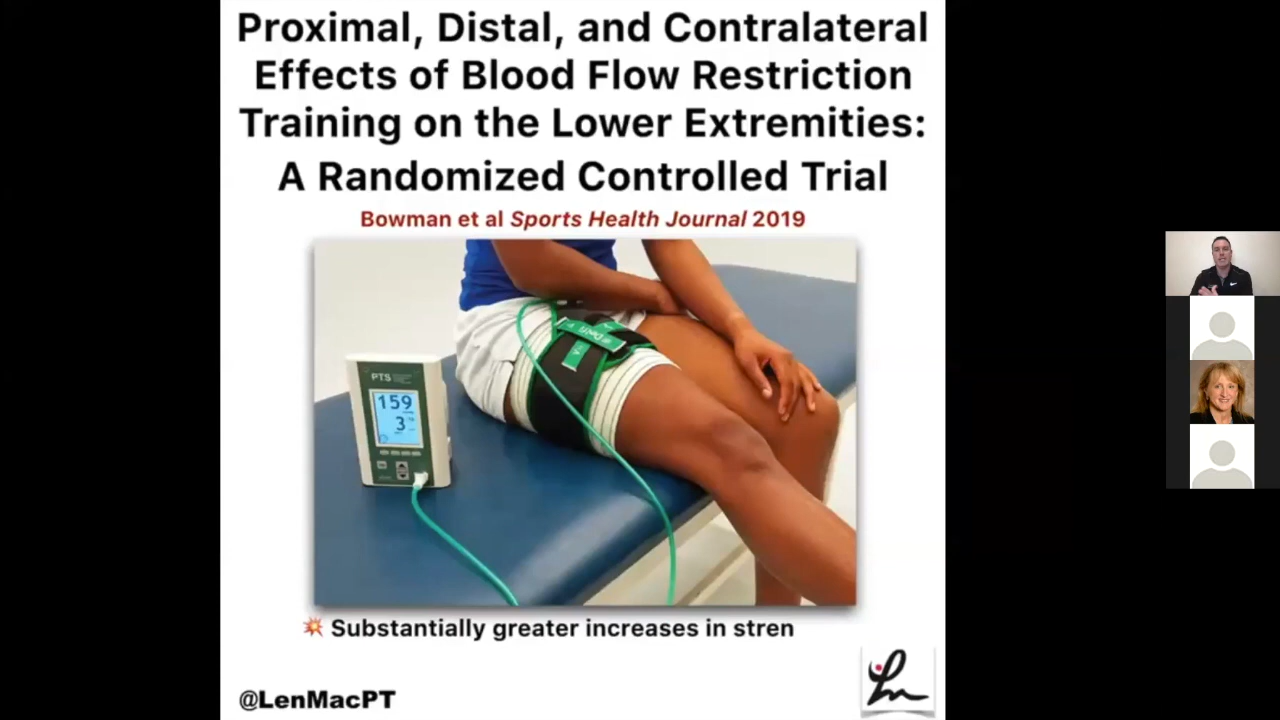 Proximal, Distal, and Contralateral
Effects of Blood Flow Restriction
Training on the Lower Extremities:
A Randomized Controlled Trial
Bowman et al Sports Health Journal 2019
PTS
159
3
💥 Substantially greater increases in stren
@LenMacPT